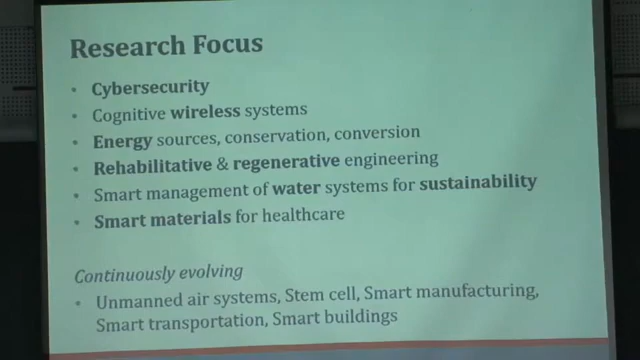 Research Focus
• Cybersecurity
• Cognitive wireless systems
• Energy sources, conservation, conversion
• Rehabilitative & regenerative engineering
• Smart management of water systems for sustainability
• Smart materials for healthcare
Continuously evolving
• Unmanned air systems, Stem cell, Smart manufacturing,
Smart transportation, Smart buildings